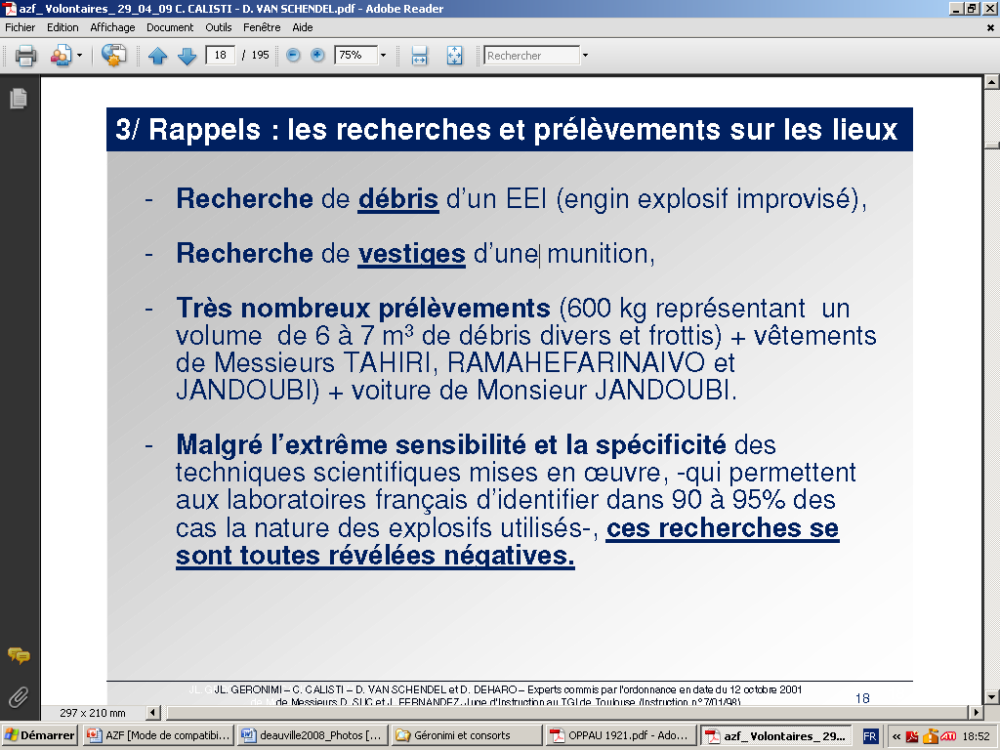 azf_ Volontaires_ 29_04_09 C. CALISTI - D. VAN SCHENDEL.pdf - Adobe Reader
Fichier Edition Affichage Document Outils Fenêtre Aide
18 / 195 75% Rechercher
3/ Rappels : les recherches et prélèvements sur les lieux
- Recherche de débris d'un EEI (engin explosif improvisé),
- Recherche de vestiges d'une munition,
- Très nombreux prélèvements (600 kg représentant un
volume de 6 à 7 m³ de débris divers et frottis) + vêtements
de Messieurs TAHIRI, RAMAHEFARINAIVO et
JANDOUBI) + voiture de Monsieur JANDOUBI.
- Malgré l'extrême sensibilité et la spécificité des
techniques scientifiques mises en œuvre, -qui permettent
aux laboratoires français d'identifier dans 90 à 95% des
cas la nature des explosifs utilisés-, ces recherches se
sont toutes révélées négatives.
JL. GERONIMI – C. CALISTI – D. VAN SCHENDEL et D. DEHARO – Experts commis par l'ordonnance en date du 12 octobre 2001
de Messieurs D. SUC et J. FERNANDEZ, Juge d'Instruction au TGI de Toulouse (Instruction n°7/01/98)
18
297 x 210 mm
Démarrer AZF [Mode de compatibi... deauville2008_Photos [... Géronimi et consorts OPPAU 1921.pdf - Ado... azf_ Volontaires_ 29... FR « 18:52